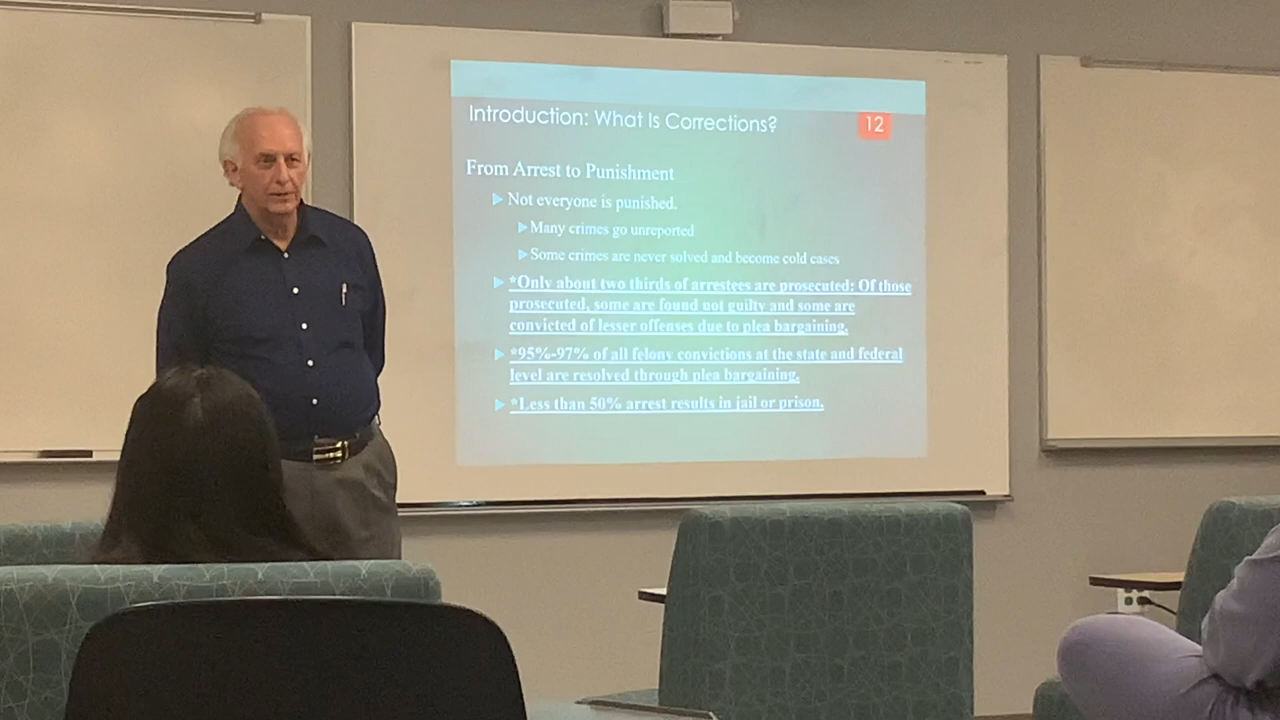 Introduction: What Is Corrections?
12
From Arrest to Punishment
Not everyone is punished.
Many crimes go unreported
Some crimes are never solved and become cold cases
*Only about two thirds of arrestees are prosecuted: Of those
prosecuted, some are found not guilty and some are
convicted of lesser offenses due to plea bargaining.
*95%-97% of all felony convictions at the state and federal
level are resolved through plea bargaining.
*Less than 50% arrest results in jail or prison.